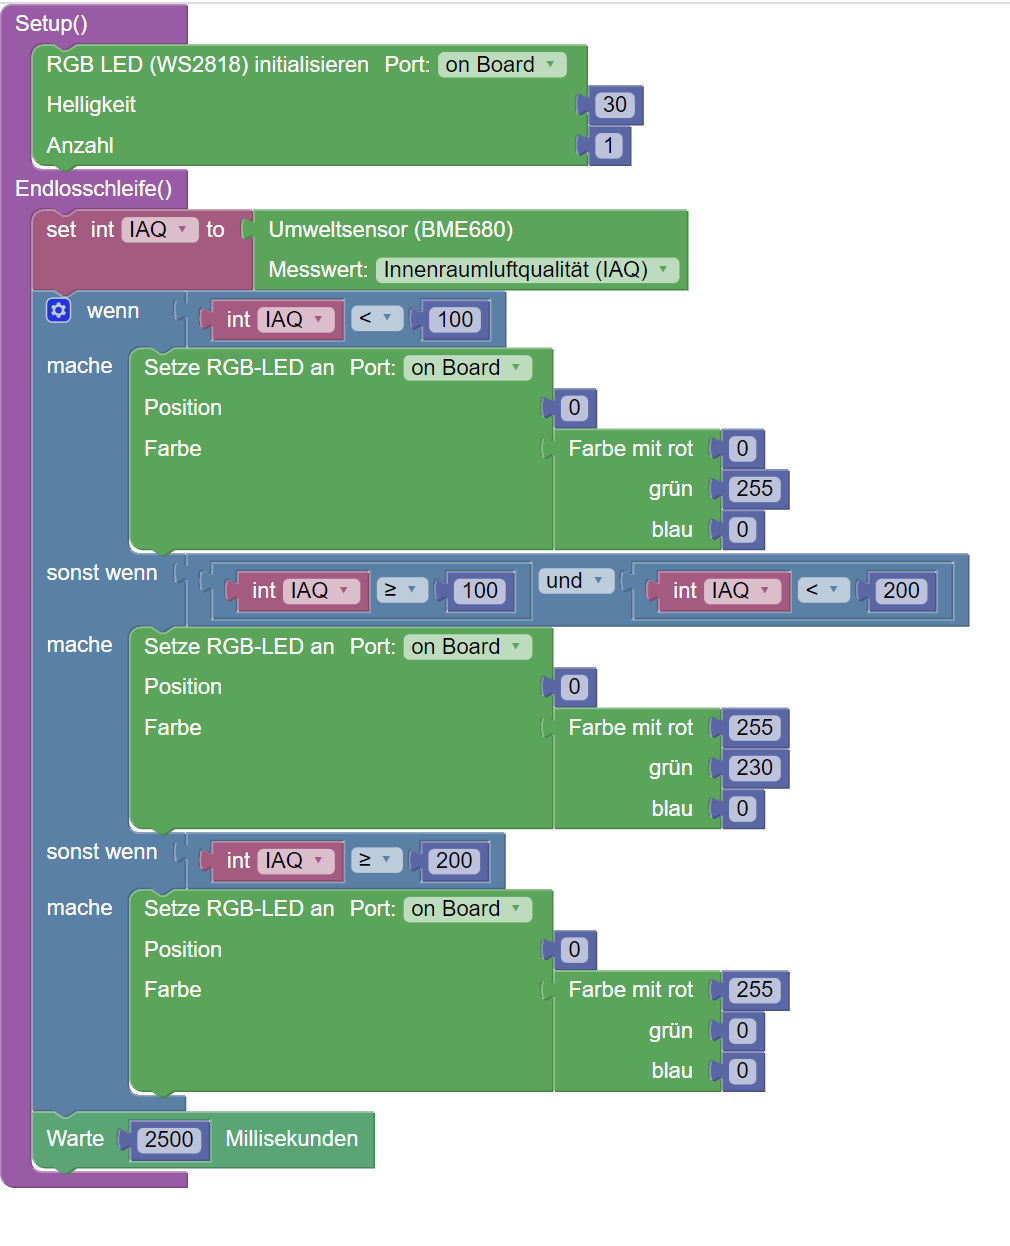 Setup()
RGB LED (WS2818) initialisieren Port: on Board
Helligkeit 30
Anzahl 1
Endlosschleife()
set int IAQ to Umweltsensor (BME680)
Messwert: Innenraumluftqualität (IAQ)
wenn int IAQ < 100
mache Setze RGB-LED an Port: on Board
Position 0
Farbe Farbe mit rot 0
grün 255
blau 0
sonst wenn int IAQ ≥ 100 und int IAQ < 200
mache Setze RGB-LED an Port: on Board
Position 0
Farbe Farbe mit rot 255
grün 230
blau 0
sonst wenn int IAQ ≥ 200
mache Setze RGB-LED an Port: on Board
Position 0
Farbe Farbe mit rot 255
grün 0
blau 0
Warte 2500 Millisekunden